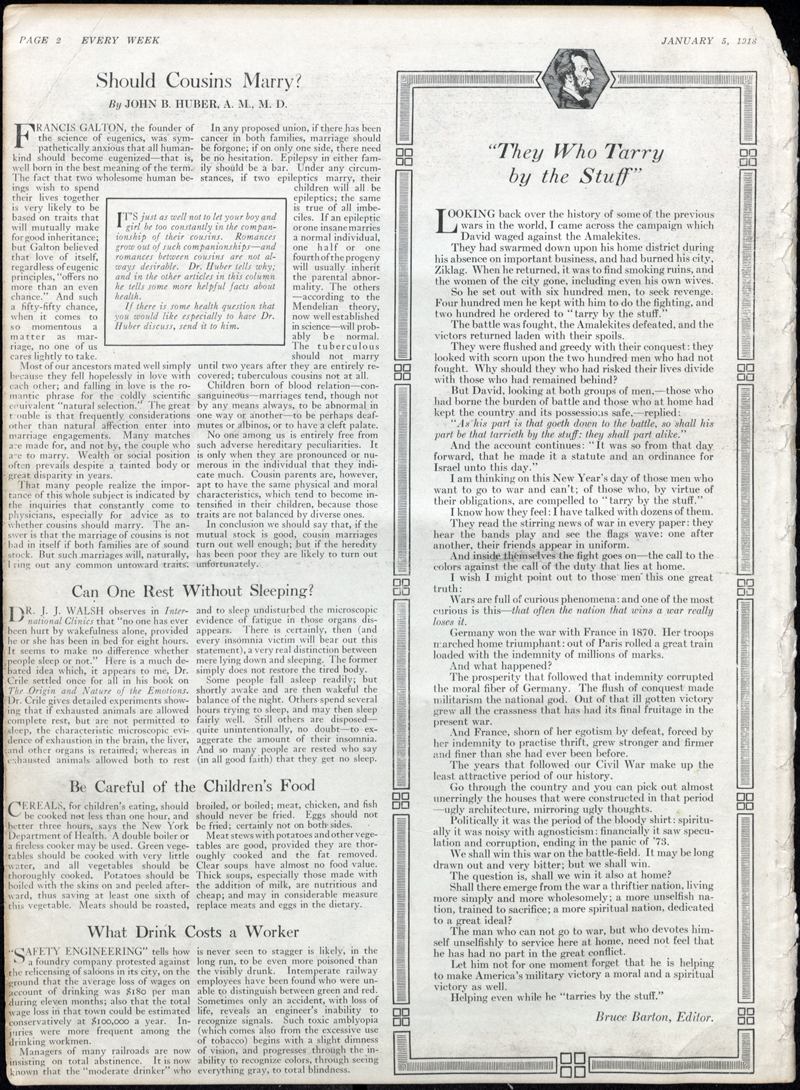 PAGE 2 EVERY WEEK
JANUARY 5, 1918
Should Cousins Marry?
By JOHN B. HUBER, A. M., M. D.
FRANCIS GALTON, the founder of
the science of eugenics, was sym-
pathetically anxious that all human-
kind should become eugenized—that is,
well born in the best meaning of the term.
The fact that two wholesome human be-
ings wish to spend
their lives together
is very likely to be
based on traits that
will mutually make
for good inheritance;
but Galton believed
that love of itself,
regardless of eugenic
principles, "offers no
more than an even
chance." And such
a fifty-fifty chance,
when it comes to
so momentous a
matter as mar-
riage, no one of us
cares lightly to take.
Most of our ancestors mated well simply
because they fell hopelessly in love with
each other; and falling in love is the ro-
mantic phrase for the coldly scientific
equivalent "natural selection." The great
trouble is that frequently considerations
other than natural affection enter into
marriage engagements. Many matches
are made for, and not by, the couple who
are to marry. Wealth or social position
often prevails despite a tainted body or
great disparity in years.
That many people realize the impor-
tance of this whole subject is indicated by
the inquiries that constantly come to
physicians, especially for advice as to
whether cousins should marry. The an-
swer is that the marriage of cousins is not
bad in itself if both families are of sound
stock. But such marriages will, naturally,
bring out any common untoward traits.
IT'S just as well not to let your boy and
girl be too constantly in the compan-
ionship of their cousins. Romances
grow out of such companionships—and
romances between cousins are not al-
ways desirable. Dr. Huber tells why;
and in the other articles in this column
he tells some more helpful facts about
health.
If there is some health question that
you would like especially to have Dr.
Huber discuss, send it to him.
In any proposed union, if there has been
cancer in both families, marriage should
be forgone; if on only one side, there need
be no hesitation. Epilepsy in either fam-
ily should be a bar. Under any circum-
stances, if two epileptics marry, their
children will all be
epileptics; the same
is true of all imbe-
ciles. If an epileptic
or one insane marries
a normal individual,
one half or one
fourth of the progeny
will usually inherit
the parental abnor-
mality. The others
—according to the
Mendelian theory,
now well established
in science—will prob-
ably be normal.
The tuberculous
should not marry
until two years after they are entirely re-
covered; tuberculous cousins not at all.
Children born of blood relation—con-
sanguineous—marriages tend, though not
by any means always, to be abnormal in
one way or another—to be perhaps deaf-
mutes or albinos, or to have a cleft palate.
No one among us is entirely free from
such adverse hereditary peculiarities. It
is only when they are pronounced or nu-
merous in the individual that they indi-
cate much. Cousin parents are, however,
apt to have the same physical and moral
characteristics, which tend to become in-
tensified in their children, because those
traits are not balanced by diverse ones.
In conclusion we should say that, if the
mutual stock is good, cousin marriages
turn out well enough; but if the heredity
has been poor they are likely to turn out
unfortunately.
Can One Rest Without Sleeping?
DR. J. J. WALSH observes in Inter-
national Clinics that "no one has ever
been hurt by wakefulness alone, provided
he or she has been in bed for eight hours.
It seems to make no difference whether
people sleep or not." Here is a much de-
bated idea which, it appears to me, Dr.
Crile settled once for all in his book on
The Origin and Nature of the Emotions.
Dr. Crile gives detailed experiments show-
ing that if exhausted animals are allowed
complete rest, but are not permitted to
sleep, the characteristic microscopic evi-
dence of exhaustion in the brain, the liver,
and other organs is retained; whereas in
exhausted animals allowed both to rest
and to sleep undisturbed the microscopic
evidence of fatigue in those organs dis-
appears. There is certainly, then (and
every insomnia victim will bear out this
statement), a very real distinction between
mere lying down and sleeping. The former
simply does not restore the tired body.
Some people fall asleep readily; but
shortly awake and are then wakeful the
balance of the night. Others spend several
hours trying to sleep, and may then sleep
fairly well. Still others are disposed—
quite unintentionally, no doubt—to ex-
aggerate the amount of their insomnia.
And so many people are rested who say
(in all good faith) that they get no sleep.
Be Careful of the Children's Food
CEREALS, for children's eating, should
be cooked not less than one hour, and
better three hours, says the New York
Department of Health. A double boiler or
a fireless cooker may be used. Green vege-
tables should be cooked with very little
water, and all vegetables should be
thoroughly cooked. Potatoes should be
boiled with the skins on and peeled after-
ward, thus saving at least one sixth of
this vegetable. Meats should be roasted,
broiled, or boiled; meat, chicken, and fish
should never be fried. Eggs should not
be fried; certainly not on both sides.
Meat stews with potatoes and other vege-
tables are good, provided they are thor-
oughly cooked and the fat removed.
Clear soups have almost no food value.
Thick soups, especially those made with
the addition of milk, are nutritious and
cheap; and may in considerable measure
replace meats and eggs in the dietary.
What Drink Costs a Worker
"SAFETY ENGINEERING" tells how
a foundry company protested against
the relicensing of saloons in its city, on the
ground that the average loss of wages on
account of drinking was $180 per man
during eleven months; also that the total
wage loss in that town could be estimated
conservatively at $100,000 a year. In-
juries were more frequent among the
drinking workmen.
Managers of many railroads are now
insisting on total abstinence. It is now
known that the "moderate drinker" who
is never seen to stagger is likely, in the
long run, to be even more poisoned than
the visibly drunk. Intemperate railway
employees have been found who were un-
able to distinguish between green and red.
Sometimes only an accident, with loss of
life, reveals an engineer's inability to
recognize signals. Such toxic amblyopia
(which comes also from the excessive use
of tobacco) begins with a slight dimness
of vision, and progresses through the in-
ability to recognize colors, through seeing
everything gray, to total blindness.
"They Who Tarry
by the Stuff"
LOOKING back over the history of some of the previous
wars in the world, I came across the campaign which
David waged against the Amalekites.
They had swarmed down upon his home district during
his absence on important business, and had burned his city,
Ziklag. When he returned, it was to find smoking ruins, and
the women of the city gone, including even his own wives.
So he set out with six hundred men, to seek revenge.
Four hundred men he kept with him to do the fighting, and
two hundred he ordered to "tarry by the stuff."
The battle was fought, the Amalekites defeated, and the
victors returned laden with their spoils.
They were flushed and greedy with their conquest: they
looked with scorn upon the two hundred men who had not
fought. Why should they who had risked their lives divide
with those who had remained behind?
But David, looking at both groups of men,—those who
had borne the burden of battle and those who at home had
kept the country and its possessions safe,—replied:
"As his part is that goeth down to the battle, so shall his
part be that tarrieth by the stuff: they shall part alike."
And the account continues: "It was so from that day
forward, that he made it a statute and an ordinance for
Israel unto this day."
I am thinking on this New Year's day of those men who
want to go to war and can't; of those who, by virtue of
their obligations, are compelled to "tarry by the stuff."
I know how they feel: I have talked with dozens of them.
They read the stirring news of war in every paper: they
hear the bands play and see the flags wave: one after
another, their friends appear in uniform.
And inside themselves the fight goes on—the call to the
colors against the call of the duty that lies at home.
I wish I might point out to those men this one great
truth:
Wars are full of curious phenomena: and one of the most
curious is this—that often the nation that wins a war really
loses it.
Germany won the war with France in 1870. Her troops
marched home triumphant: out of Paris rolled a great train
loaded with the indemnity of millions of marks.
And what happened?
The prosperity that followed that indemnity corrupted
the moral fiber of Germany. The flush of conquest made
militarism the national god. Out of that ill gotten victory
grew all the crassness that has had its final fruitage in the
present war.
And France, shorn of her egotism by defeat, forced by
her indemnity to practise thrift, grew stronger and firmer
and finer than she had ever been before.
The years that followed our Civil War make up the
least attractive period of our history.
Go through the country and you can pick out almost
unerringly the houses that were constructed in that period
—ugly architecture, mirroring ugly thoughts.
Politically it was the period of the bloody shirt: spiritu-
ally it was noisy with agnosticism: financially it saw specu-
lation and corruption, ending in the panic of '73.
We shall win this war on the battle-field. It may be long
drawn out and very bitter; but we shall win.
The question is, shall we win it also at home?
Shall there emerge from the war a thriftier nation, living
more simply and more wholesomely; a more unselfish na-
tion, trained to sacrifice; a more spiritual nation, dedicated
to a great ideal?
The man who can not go to war, but who devotes him-
self unselfishly to service here at home, need not feel that
he has had no part in the great conflict.
Let him not for one moment forget that he is helping
to make America's military victory a moral and a spiritual
victory as well.
Helping even while he "tarries by the stuff."
Bruce Barton, Editor.